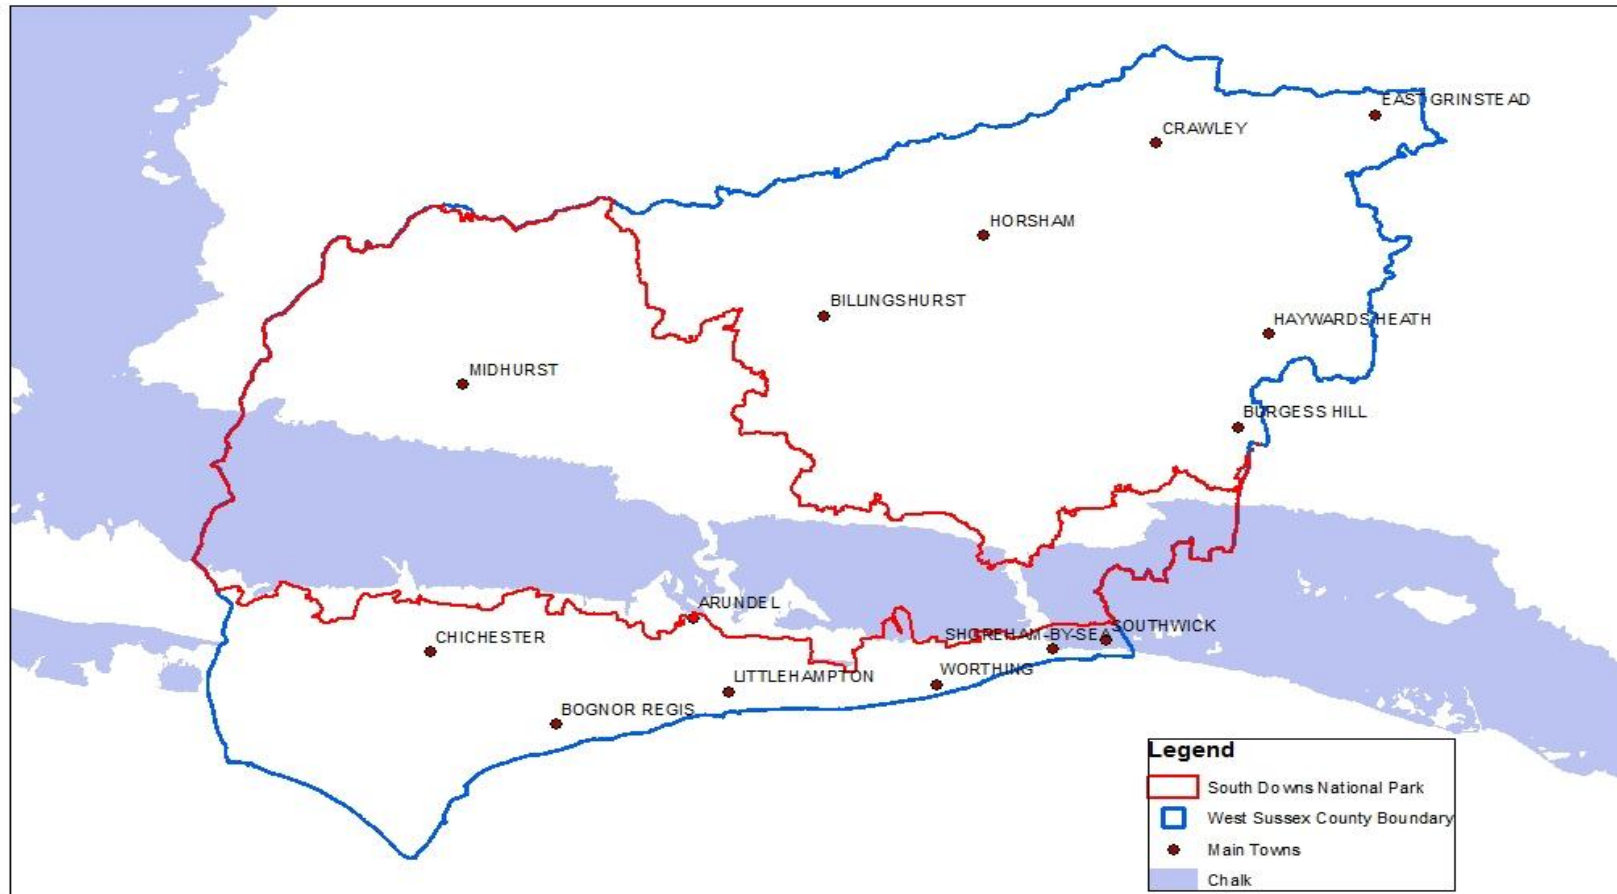 EAST GRINSTEAD
CRAWLEY
HORSHAM
BILLINGSHURST
HAYWARDS HEATH
MIDHURST
BURGESS HILL
ARUNDEL
SOUTHWICK
SHOREHAM-BY-SEA
CHICHESTER
WORTHING
LITTLEHAMPTON
BOGNOR REGIS
Legend
South Downs National Park
West Sussex County Boundary
Main Towns
Chalk